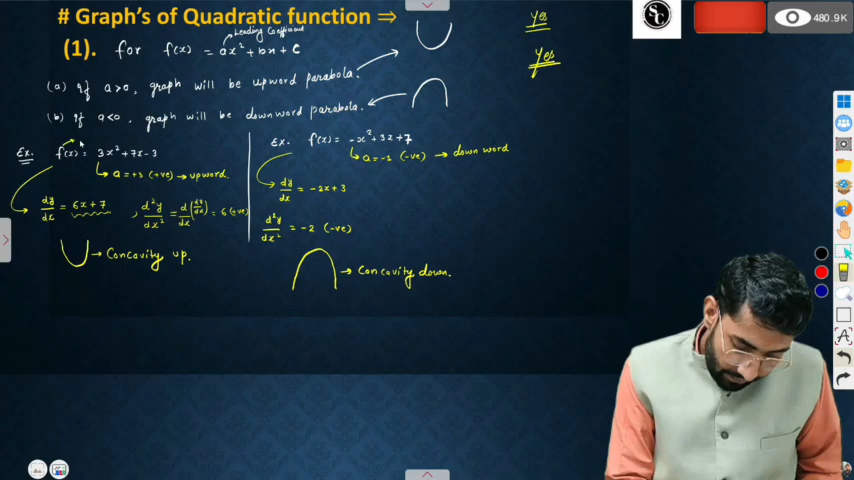 # Graph's of Quadratic function ⇒
Leading Coefficient
(1). for f(x) = ax² + bx + c
(a) If a>0, graph will be upword parabola.
(b) If a<0, graph will be downword parabola.
Ex. f(x) = 3x² + 7x - 3
a = +3 (+ve) → upword.
dy/dx = 6x + 7, d²y/dx² = d/dx (dy/dx) = 6 (+ve)
→ Concavity up.
Ex. f(x) = -x² + 3x + 7
a = -1 (-ve) → down word
dy/dx = -2x + 3
d²y/dx² = -2 (-ve)
→ Concavity down.
yes
yes
SC
480.9K
A